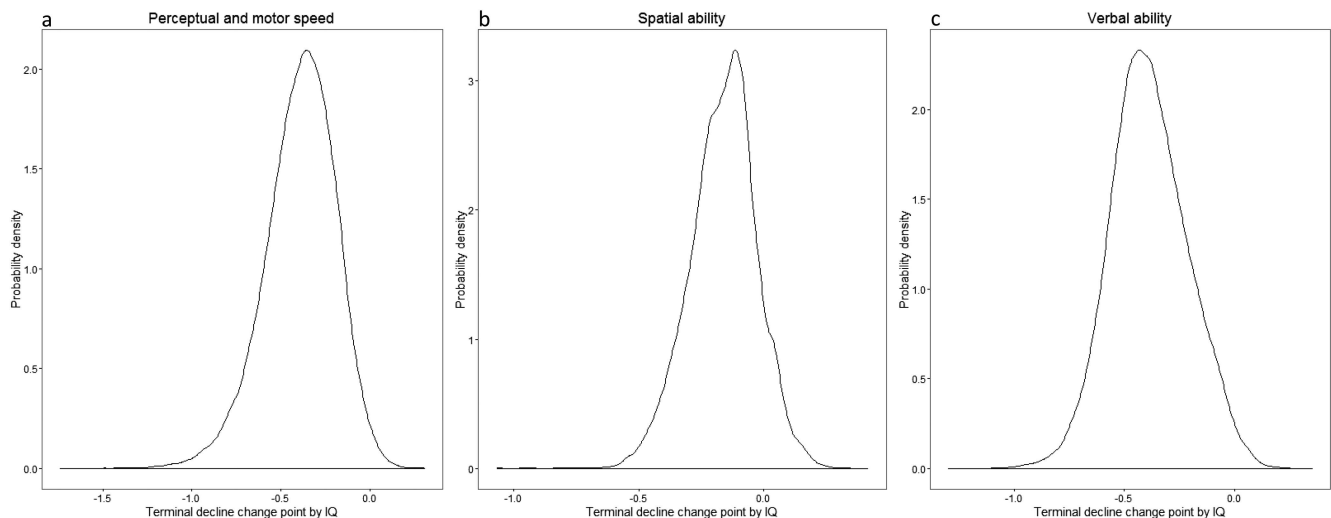 a
Perceptual and motor speed
Probability density
2.0
1.5
1.0
0.5
0.0
-1.5
-1.0
-0.5
0.0
Terminal decline change point by IQ
b
Spatial ability
Probability density
3
2
1
0
-1.0
-0.5
0.0
Terminal decline change point by IQ
c
Verbal ability
Probability density
2.0
1.5
1.0
0.5
0.0
-1.0
-0.5
0.0
Terminal decline change point by IQ